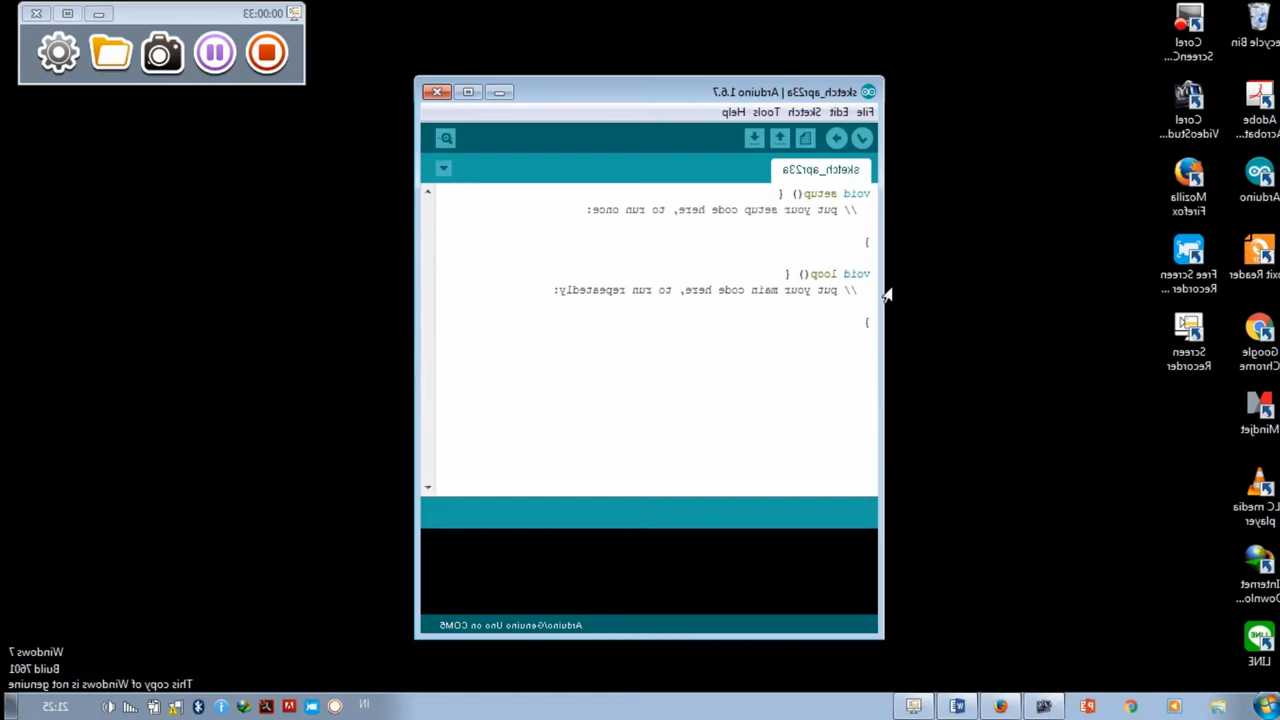 00:00:33
sketch_apr23a | Arduino 1.6.7
File Edit Sketch Tools Help
sketch_apr23a
void setup() {
// put your setup code here, to run once:
}
void loop() {
// put your main code here, to run repeatedly:
}
Arduino/Genuino Uno on COM5
Recycle Bin
Corel
ScreenC...
Adobe
Acrobat...
Corel
VideoStud...
Arduino
Mozilla
Firefox
Foxit Reader
Free Screen
Recorder
Google
Chrome
Screen
Recorder
Mindjet
VLC media
player
Internet
Downlo...
LINE
Windows 7
Build 7601
This copy of Windows is not genuine
IN
21:25